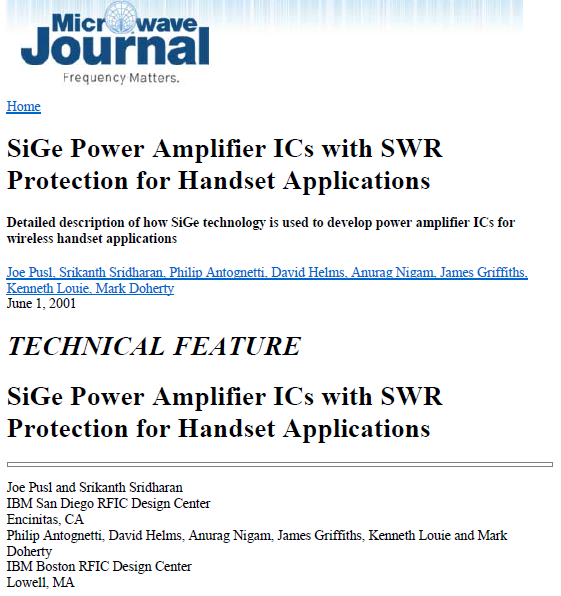 Microwave
Journal
Frequency Matters.
Home
SiGe Power Amplifier ICs with SWR
Protection for Handset Applications
Detailed description of how SiGe technology is used to develop power amplifier ICs for
wireless handset applications
Joe Pusl, Srikanth Sridharan, Philip Antognetti, David Helms, Anurag Nigam, James Griffiths,
Kenneth Louie, Mark Doherty
June 1, 2001
TECHNICAL FEATURE
SiGe Power Amplifier ICs with SWR
Protection for Handset Applications
Joe Pusl and Srikanth Sridharan
IBM San Diego RFIC Design Center
Encinitas, CA
Philip Antognetti, David Helms, Anurag Nigam, James Griffiths, Kenneth Louie and Mark
Doherty
IBM Boston RFIC Design Center
Lowell, MA